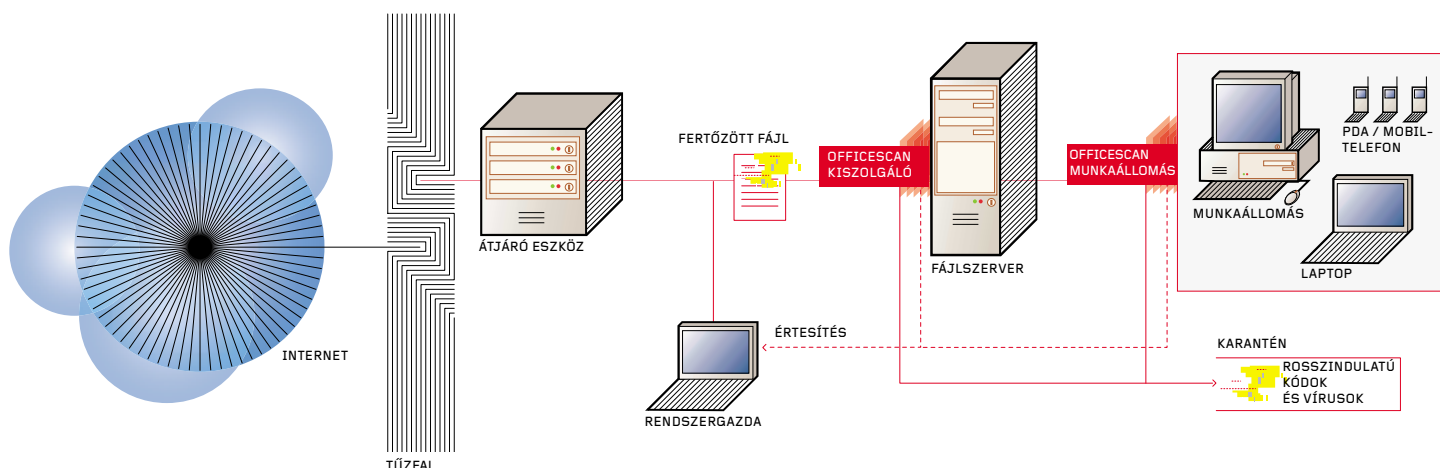 INTERNET
TŰZFAL
ÁTJÁRÓ ESZKÖZ
FERTŐZÖTT FÁJL
OFFICESCAN
KISZOLGÁLÓ
FÁJLSZERVER
OFFICESCAN
MUNKAÁLLOMÁS
MUNKAÁLLOMÁS
PDA / MOBIL-
TELEFON
LAPTOP
RENDSZERGAZDA
ÉRTESÍTÉS
KARANTÉN
ROSSZINDULATÚ
KÓDOK
ÉS VÍRUSOK